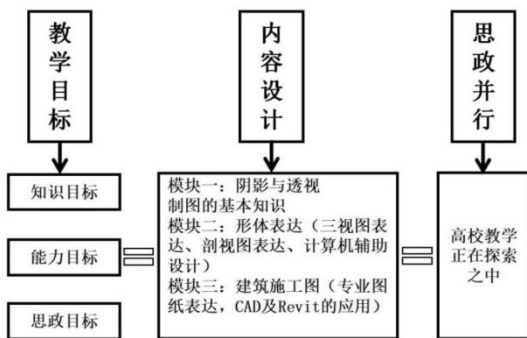 教学目标
内容设计
思政并行
知识目标
能力目标
思政目标
模块一：阴影与透视
制图的基本知识
模块二：形体表达（三视图表
达、剖视图表达、计算机辅助
设计）
模块三：建筑施工图（专业图
纸表达，CAD及Revit的应用）
高校教学
正在探索
之中